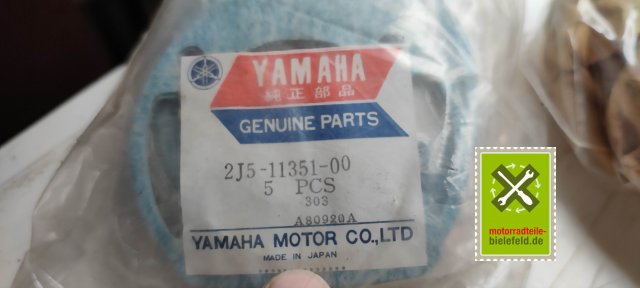 YAMAHA
純正部品
GENUINE PARTS
2J5-11351-00
5 PCS
303
A80920A
YAMAHA MOTOR CO.,LTD
MADE IN JAPAN
motorradteile-
bielefeld.de